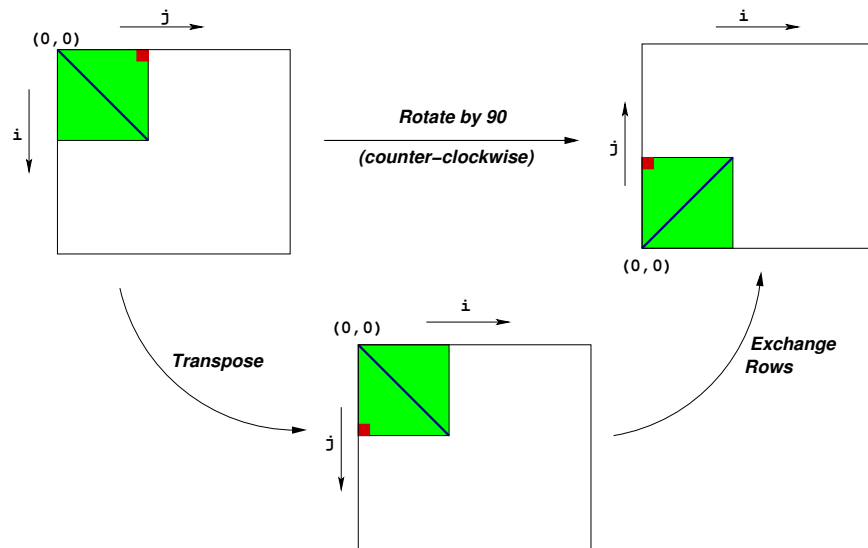 j
(0,0)
i
Rotate by 90
(counter−clockwise)
i
j
(0,0)
Transpose
(0,0)
i
j
Exchange
Rows